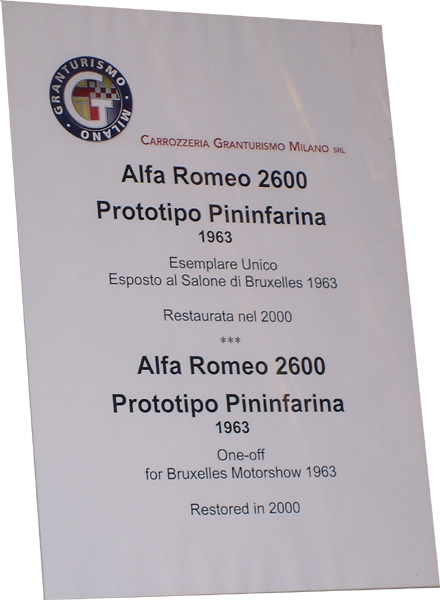 GRANTURISMO
MILANO
CARROZZERIA GRANTURISMO MILANO SRL
Alfa Romeo 2600
Prototipo Pininfarina
1963
Esemplare Unico
Esposto al Salone di Bruxelles 1963
Restaurata nel 2000
***
Alfa Romeo 2600
Prototipo Pininfarina
1963
One-off
for Bruxelles Motorshow 1963
Restored in 2000